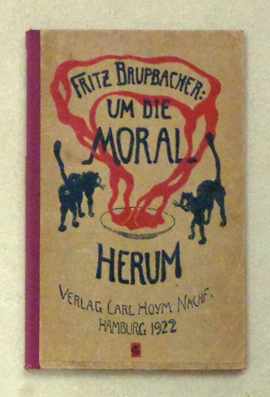 FRITZ BRUPBACHER:
UM DIE
MORAL
HERUM
VERLAG CARL HOYM NACHF.
HAMBURG 1922